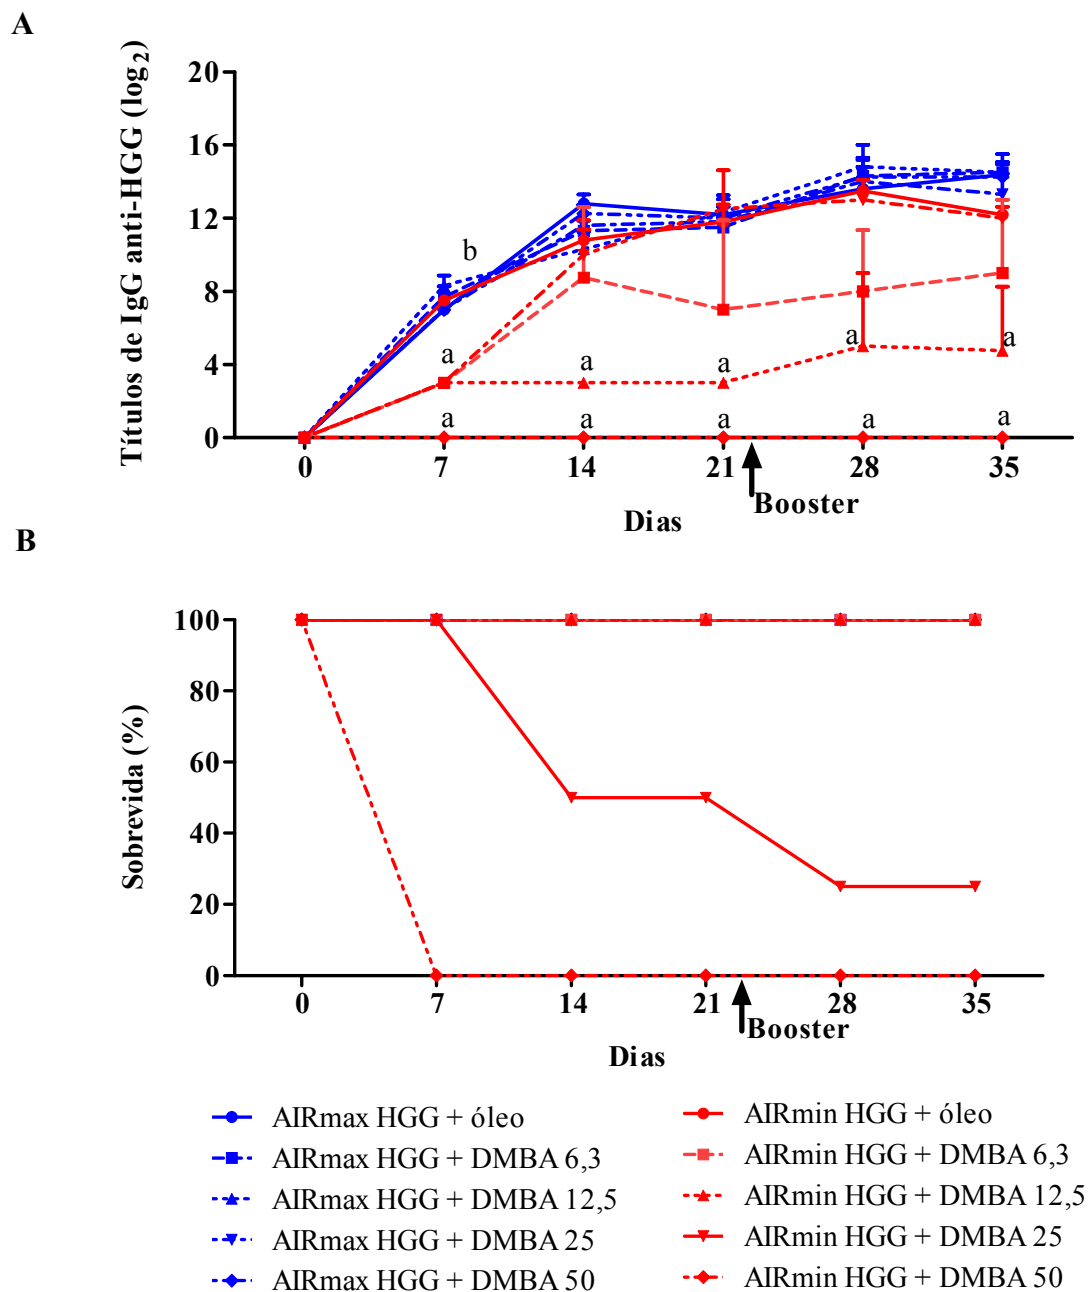 A
Títulos de IgG anti-HGG (log2)
20
16
12
8
4
0
b
a
a
a
a
a
a
a
a
a
a
0 7 14 21 28 35
Booster
Dias
B
Sobrevida (%)
100
80
60
40
20
0
0 7 14 21 28 35
Booster
Dias
AIRmax HGG + óleo
AIRmax HGG + DMBA 6,3
AIRmax HGG + DMBA 12,5
AIRmax HGG + DMBA 25
AIRmax HGG + DMBA 50
AIRmin HGG + óleo
AIRmin HGG + DMBA 6,3
AIRmin HGG + DMBA 12,5
AIRmin HGG + DMBA 25
AIRmin HGG + DMBA 50